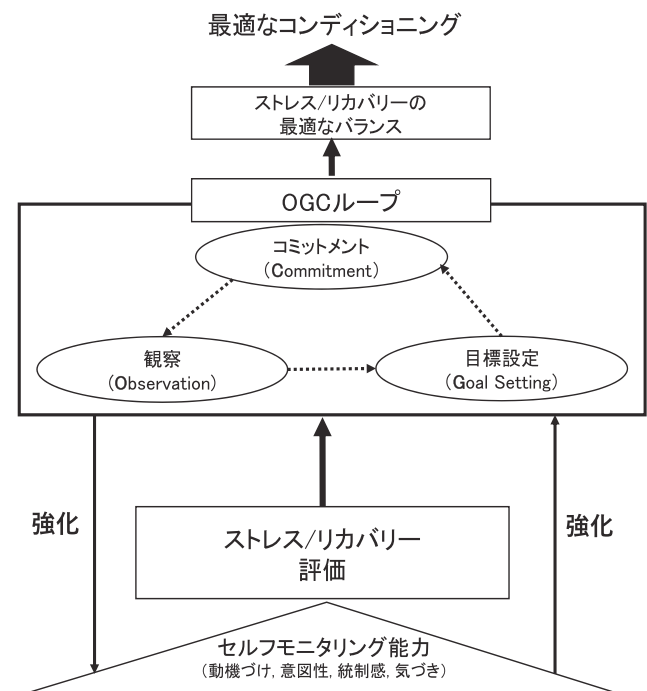 最適なコンディショニング
ストレス/リカバリーの
最適なバランス
OGCループ
コミットメント
（Commitment）
観察
（Observation）
目標設定
（Goal Setting）
強化
強化
ストレス/リカバリー
評価
セルフモニタリング能力
（動機づけ, 意図性, 統制感, 気づき）